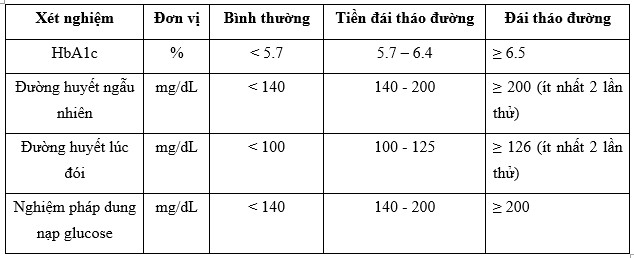 Xét nghiệm Đơn vị Bình thường Tiền đái tháo đường Đái tháo đường
HbA1c % < 5.7 5.7 – 6.4 ≥ 6.5
Đường huyết ngẫu mg/dL < 140 140 - 200 ≥ 200 (ít nhất 2 lần
nhiên thử)
Đường huyết lúc mg/dL < 100 100 - 125 ≥ 126 (ít nhất 2 lần
đói thử)
Nghiệm pháp dung mg/dL < 140 140 - 200 ≥ 200
nạp glucose